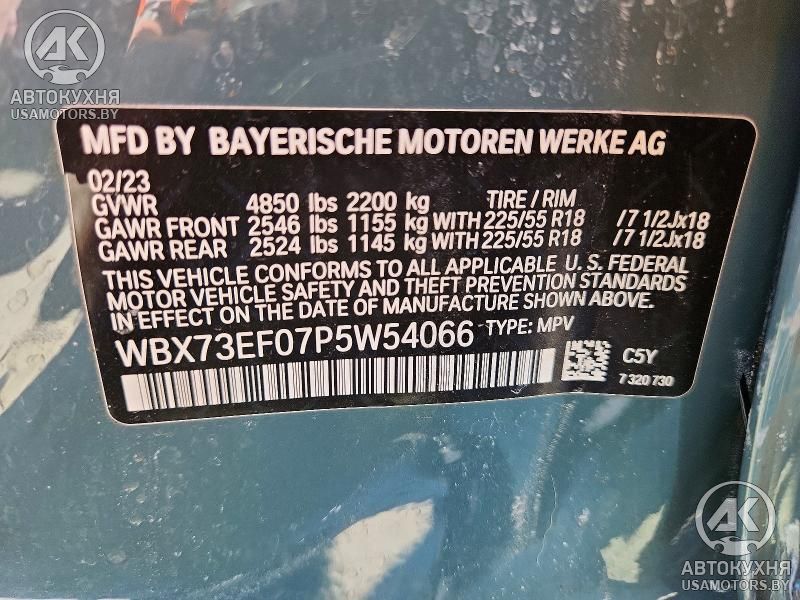 AK
АВТОКУХНЯ
USAMOTORS.BY
MFD BY BAYERISCHE MOTOREN WERKE AG
02/23
GVWR 4850 lbs 2200 kg TIRE / RIM
GAWR FRONT 2546 lbs 1155 kg WITH 225/55 R18 /7 1/2Jx18
GAWR REAR 2524 lbs 1145 kg WITH 225/55 R18 /7 1/2Jx18
THIS VEHICLE CONFORMS TO ALL APPLICABLE U. S. FEDERAL
MOTOR VEHICLE SAFETY AND THEFT PREVENTION STANDARDS
IN EFFECT ON THE DATE OF MANUFACTURE SHOWN ABOVE.
WBX73EF07P5W54066 TYPE: MPV
C5Y
7 320 730
AK
АВТОКУХНЯ
USAMOTORS.BY